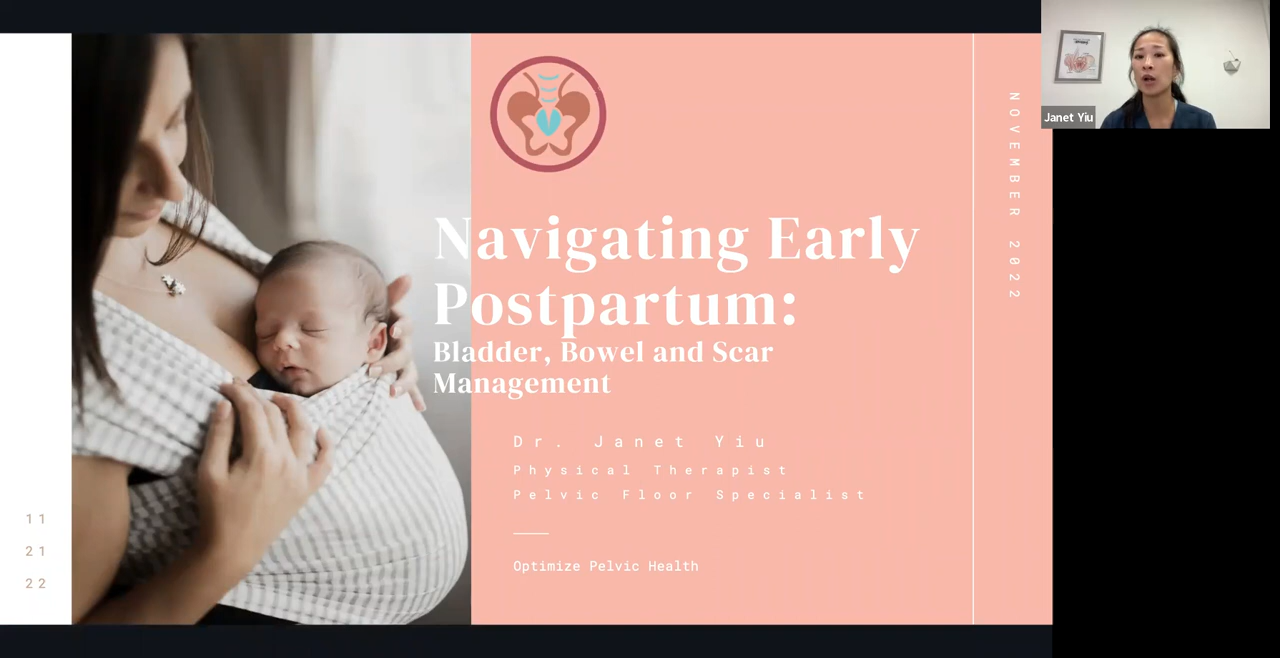 Navigating Early
Postpartum:
Bladder, Bowel and Scar
Management
Dr. Janet Yiu
Physical Therapist
Pelvic Floor Specialist
Optimize Pelvic Health
11
21
22
NOVEMBER 2022
Janet Yiu